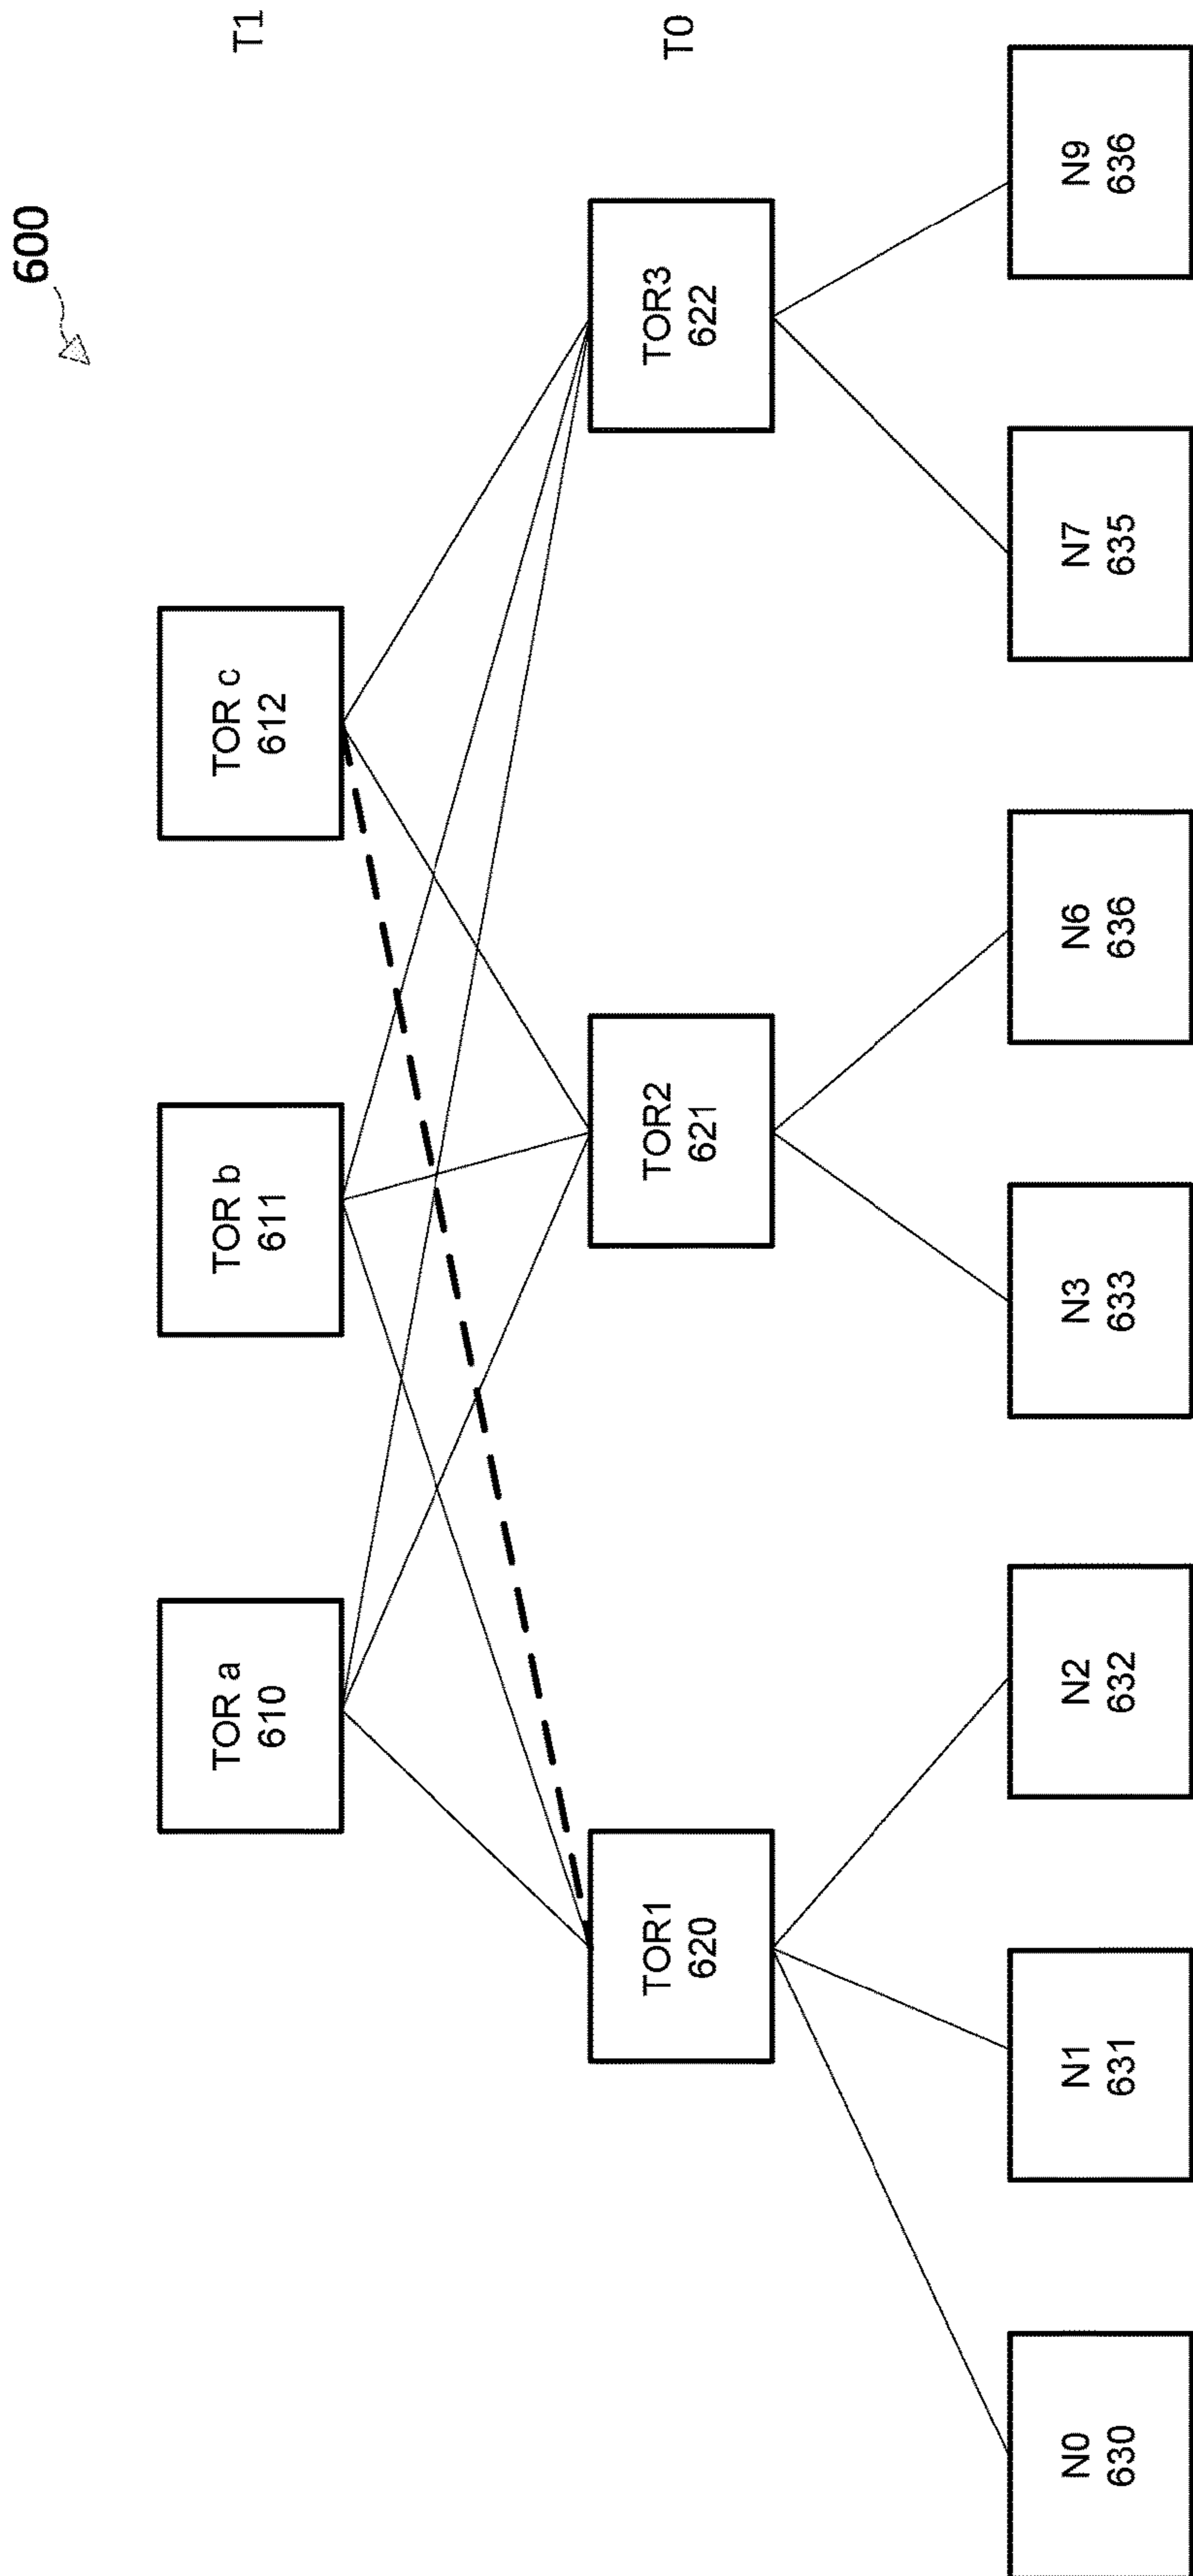 600
T1
TOR a
610
TOR b
611
TOR c
612
T0
TOR1
620
TOR2
621
TOR3
622
N0
630
N1
631
N2
632
N3
633
N6
636
N7
635
N9
636